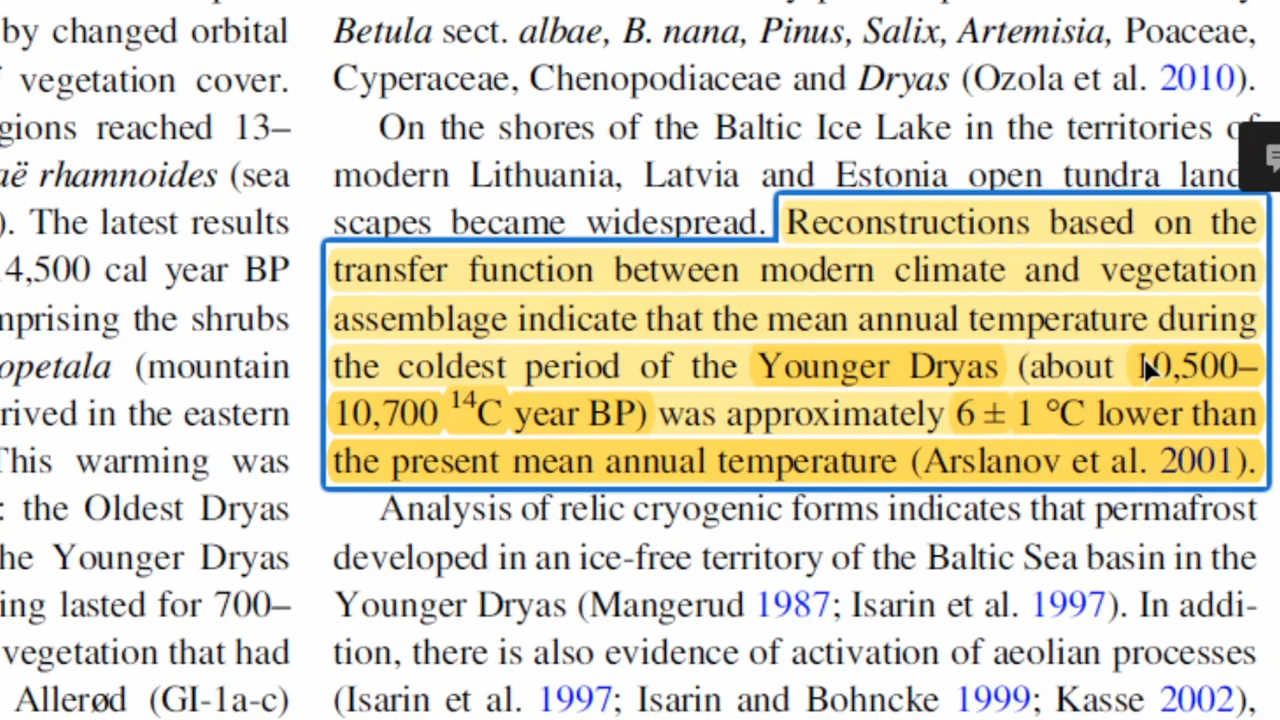 by changed orbital
vegetation cover.
gions reached 13–
aë rhamnoides (sea
). The latest results
4,500 cal year BP
mprising the shrubs
opetala (mountain
rived in the eastern
This warming was
: the Oldest Dryas
he Younger Dryas
ing lasted for 700–
vegetation that had
Allerød (GI-1a-c)
Betula sect. albae, B. nana, Pinus, Salix, Artemisia, Poaceae,
Cyperaceae, Chenopodiaceae and Dryas (Ozola et al. 2010).
On the shores of the Baltic Ice Lake in the territories of
modern Lithuania, Latvia and Estonia open tundra land
scapes became widespread. Reconstructions based on the
transfer function between modern climate and vegetation
assemblage indicate that the mean annual temperature during
the coldest period of the Younger Dryas (about 10,500–
10,700 ¹⁴C year BP) was approximately 6 ± 1 °C lower than
the present mean annual temperature (Arslanov et al. 2001).
Analysis of relic cryogenic forms indicates that permafrost
developed in an ice-free territory of the Baltic Sea basin in the
Younger Dryas (Mangerud 1987; Isarin et al. 1997). In addi-
tion, there is also evidence of activation of aeolian processes
(Isarin et al. 1997; Isarin and Bohncke 1999; Kasse 2002),